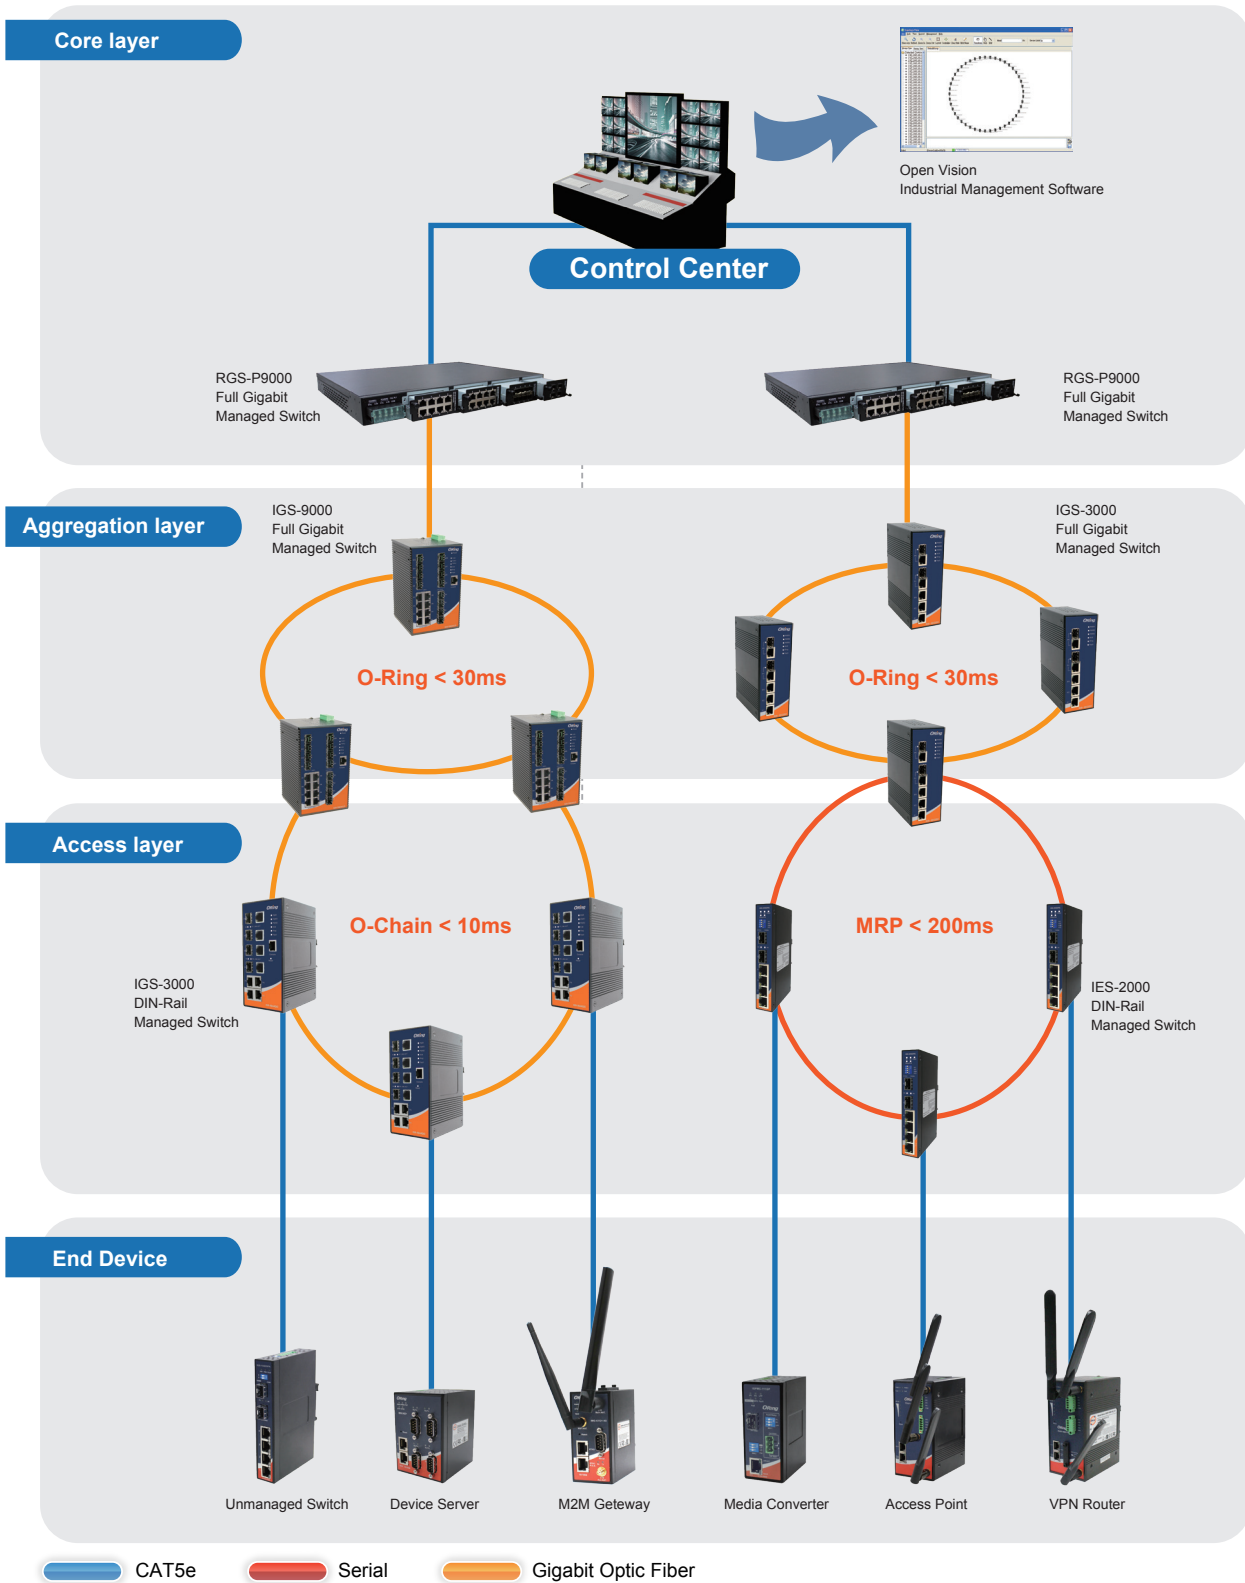 Core layer
Open Vision
Industrial Management Software
Control Center
RGS-P9000
Full Gigabit
Managed Switch
RGS-P9000
Full Gigabit
Managed Switch
Aggregation layer
IGS-9000
Full Gigabit
Managed Switch
IGS-3000
Full Gigabit
Managed Switch
O-Ring < 30ms
O-Ring < 30ms
Access layer
O-Chain < 10ms
MRP < 200ms
IGS-3000
DIN-Rail
Managed Switch
IES-2000
DIN-Rail
Managed Switch
End Device
Unmanaged Switch
Device Server
M2M Geteway
Media Converter
Access Point
VPN Router
CAT5e
Serial
Gigabit Optic Fiber